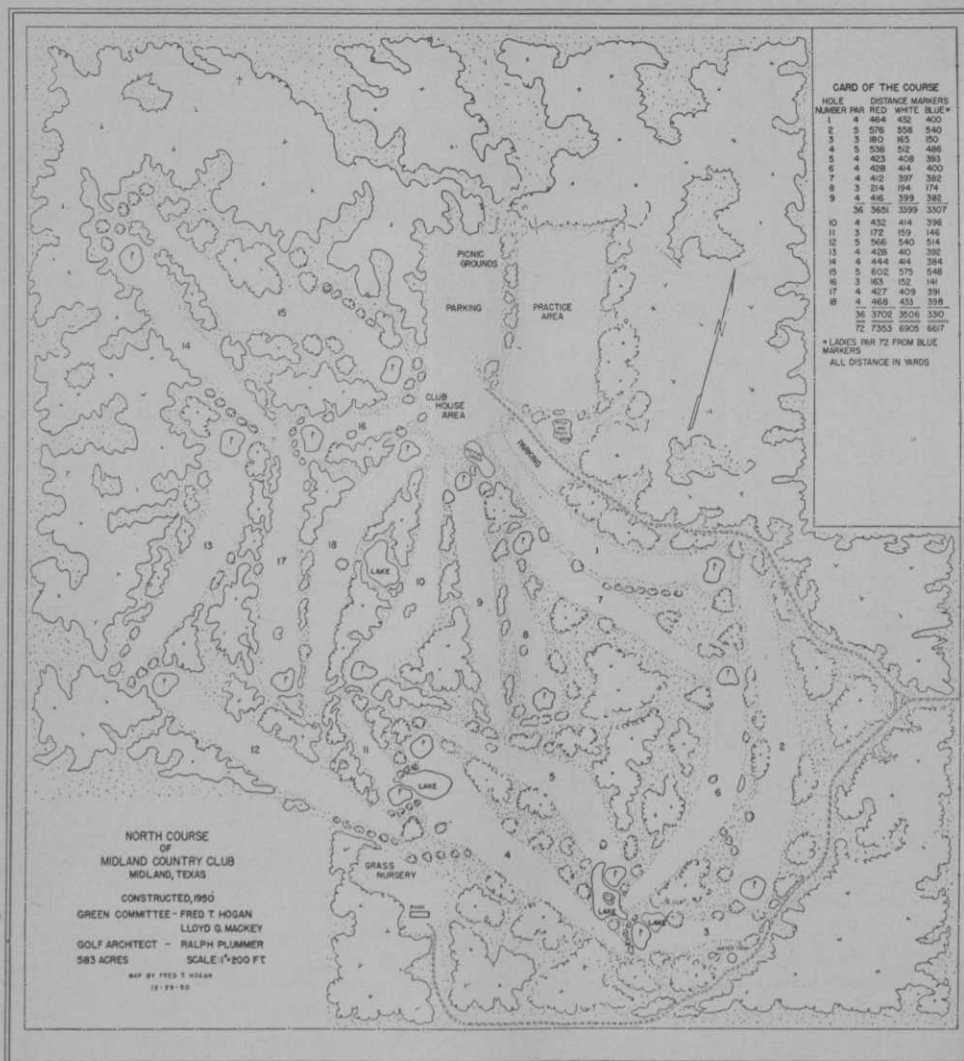 CARD OF THE COURSE
HOLE DISTANCE MARKERS
NUMBER PAR RED WHITE BLUE*
1 4 464 432 400
2 5 576 558 540
3 3 180 165 150
4 5 538 512 486
5 4 423 408 393
6 4 428 414 400
7 4 412 397 382
8 3 214 194 174
9 4 416 399 382
36 3651 3399 3307
10 4 432 414 396
11 3 172 159 146
12 5 566 540 514
13 4 428 410 392
14 4 444 414 384
15 5 602 575 548
16 3 163 152 141
17 4 427 409 391
18 4 468 433 398
36 3702 3506 3310
72 7353 6905 6617
* LADIES PAR 72 FROM BLUE
MARKERS
ALL DISTANCE IN YARDS
PICNIC
GROUNDS
PARKING
PRACTICE
AREA
N
15
14
CLUB
HOUSE
AREA
16
PARKING
13
17
18
LAKE
10
9
8
1
7
2
12
11
LAKE
5
6
4
GRASS
NURSERY
LAKE
LAKE
3
WATER TANK
BARN
NORTH COURSE
OF
MIDLAND COUNTRY CLUB
MIDLAND, TEXAS
CONSTRUCTED, 1950
GREEN COMMITTEE - FRED T. HOGAN
LLOYD G. MACKEY
GOLF ARCHITECT - RALPH PLUMMER
583 ACRES SCALE: 1"=200 FT.
MAP BY FRED T. HOGAN
12-29-50